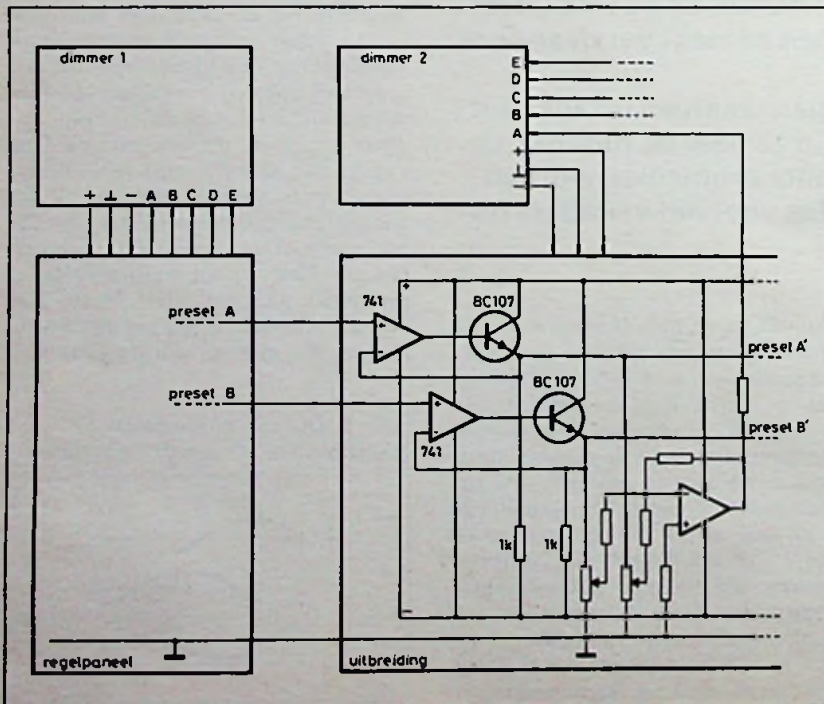 dimmer 1
+ ⊥ − A B C D E
dimmer 2
E
D
C
B
A
+
⊥
−
preset A
preset B
regelpaneel
741
+
−
BC107
+
−
741
BC107
+
−
preset A'
preset B'
1k
1k
−
+
uitbreiding